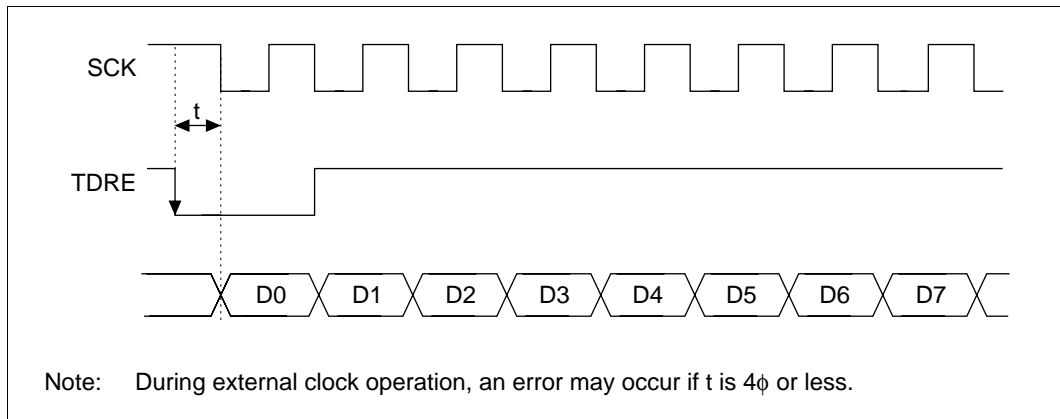 SCK
t
TDRE
D0 D1 D2 D3 D4 D5 D6 D7
Note: During external clock operation, an error may occur if t is 4ϕ or less.